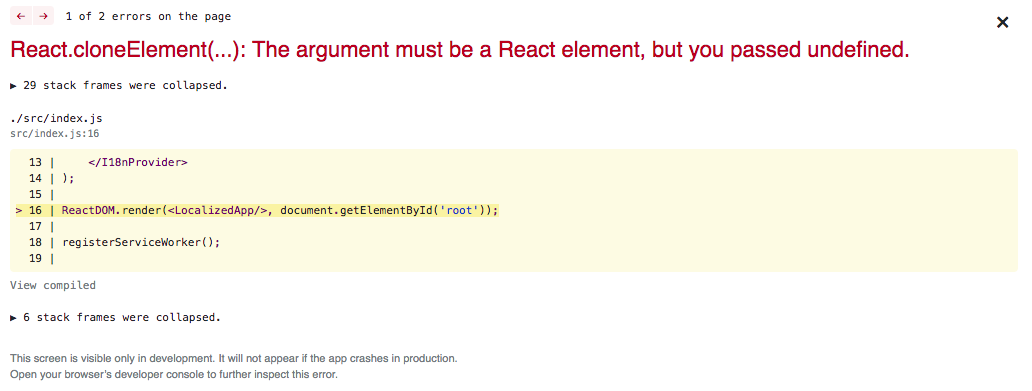 ← → 1 of 2 errors on the page ×
React.cloneElement(...): The argument must be a React element, but you passed undefined.
▶ 29 stack frames were collapsed.
./src/index.js
src/index.js:16
13 |     </I18nProvider>
14 | );
15 |
> 16 | ReactDOM.render(<LocalizedApp/>, document.getElementById('root'));
17 |
18 | registerServiceWorker();
19 |
View compiled
▶ 6 stack frames were collapsed.
This screen is visible only in development. It will not appear if the app crashes in production.
Open your browser's developer console to further inspect this error.